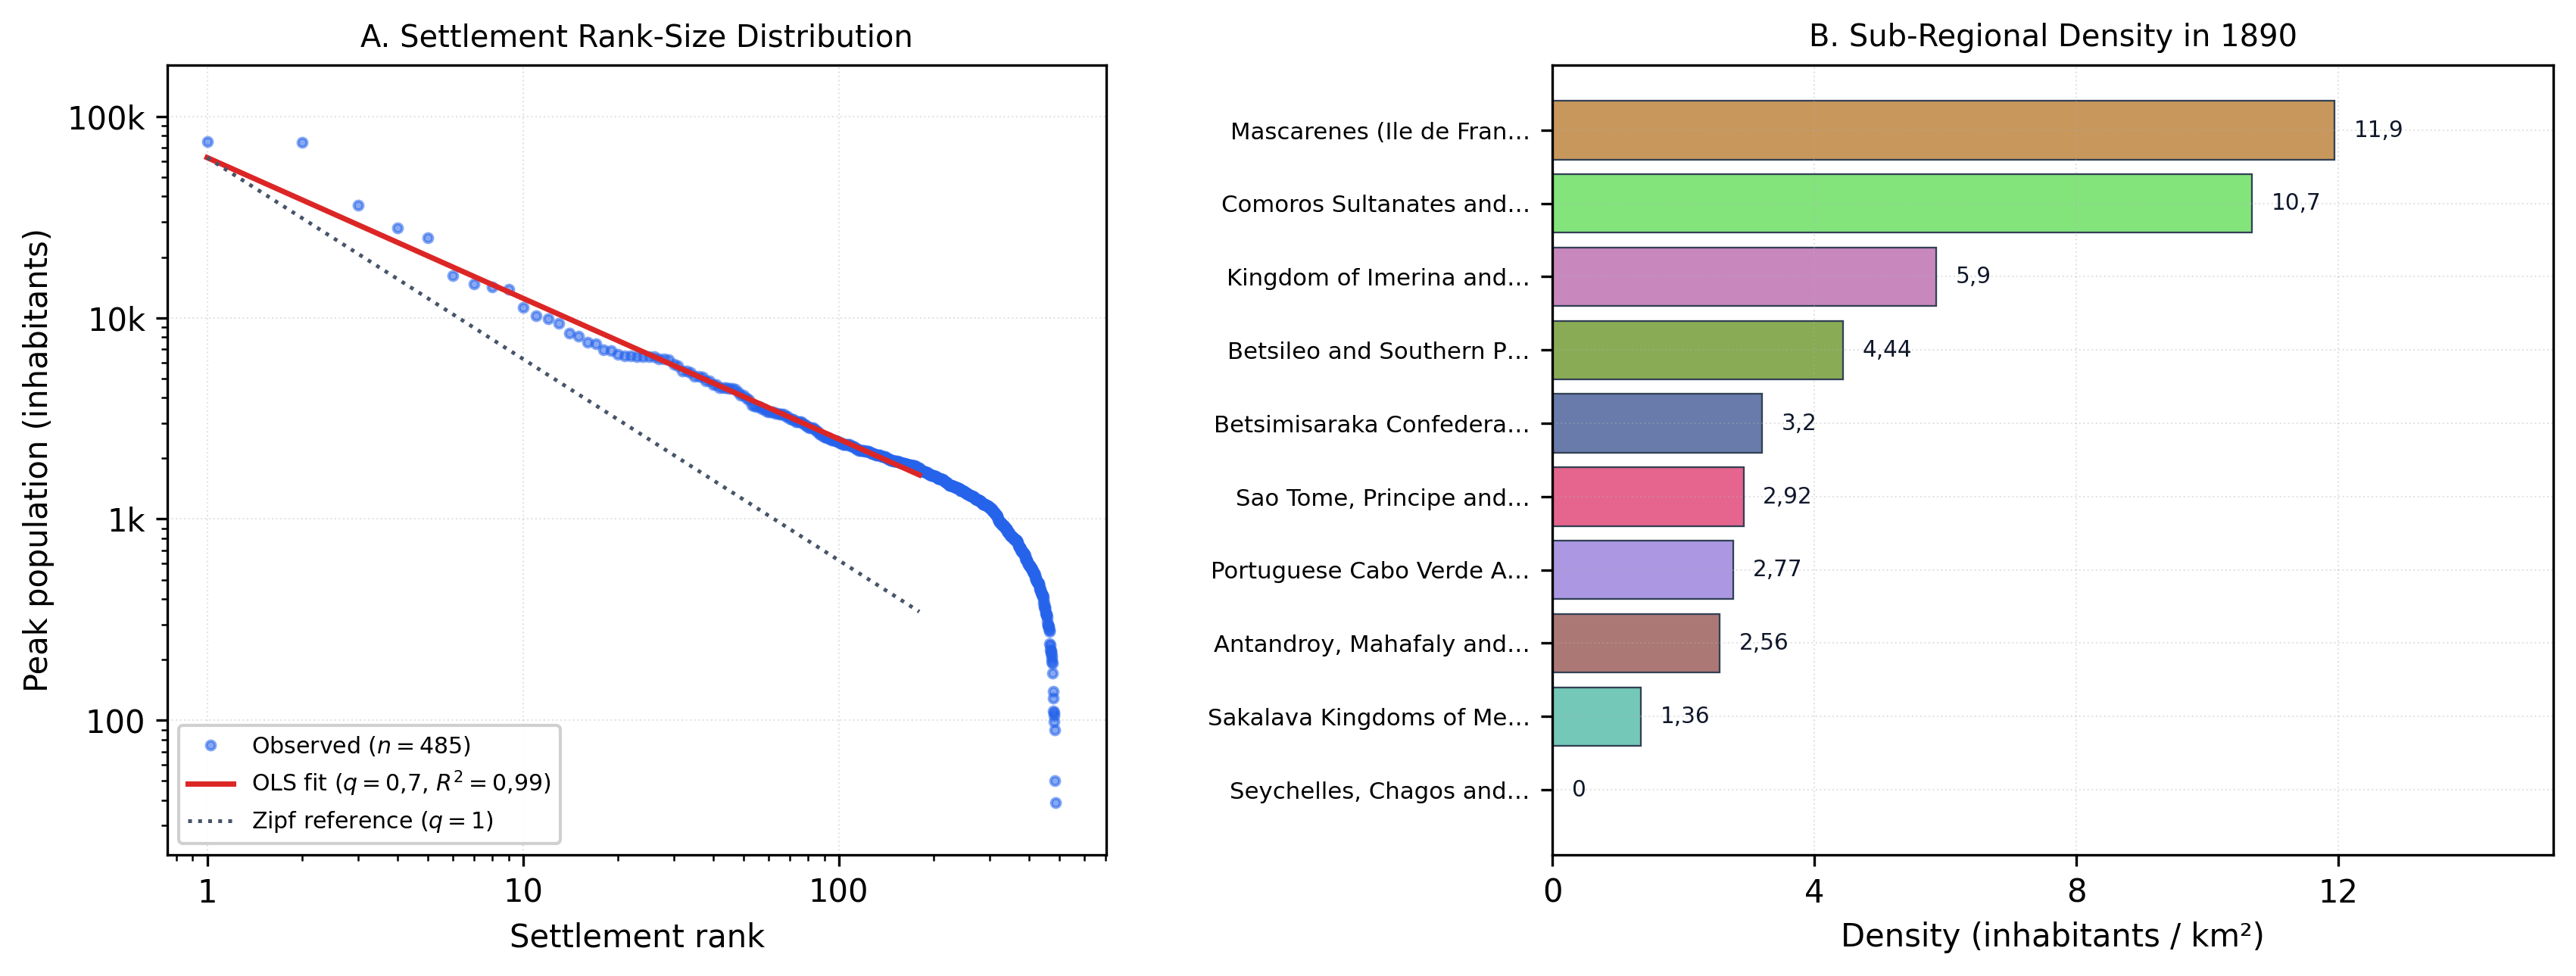 A. Settlement Rank-Size Distribution
Peak population (inhabitants)
100k
10k
1k
100
Observed (n = 485)
OLS fit (q = 0,7, R² = 0,99)
Zipf reference (q = 1)
1
10
100
Settlement rank
B. Sub-Regional Density in 1890
Mascarenes (Ile de Fran...
11,9
Comoros Sultanates and...
10,7
Kingdom of Imerina and...
5,9
Betsileo and Southern P...
4,44
Betsimisaraka Confedera...
3,2
Sao Tome, Principe and...
2,92
Portuguese Cabo Verde A...
2,77
Antandroy, Mahafaly and...
2,56
Sakalava Kingdoms of Me...
1,36
Seychelles, Chagos and...
0
0
4
8
12
Density (inhabitants / km²)